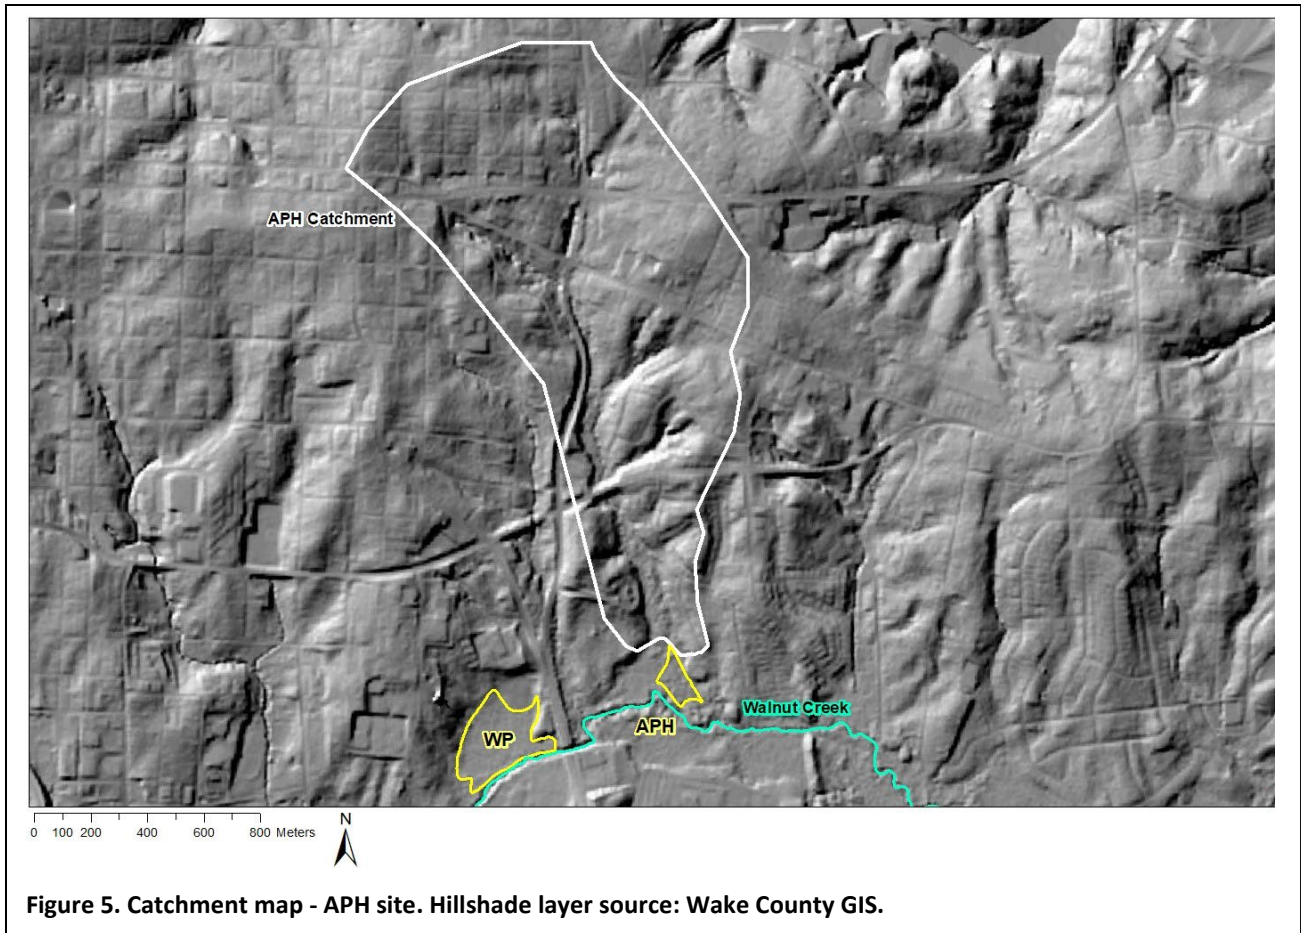 APH Catchment
Walnut Creek
APH
WP
0 100 200 400 600 800 Meters
N
Figure 5. Catchment map - APH site. Hillshade layer source: Wake County GIS.